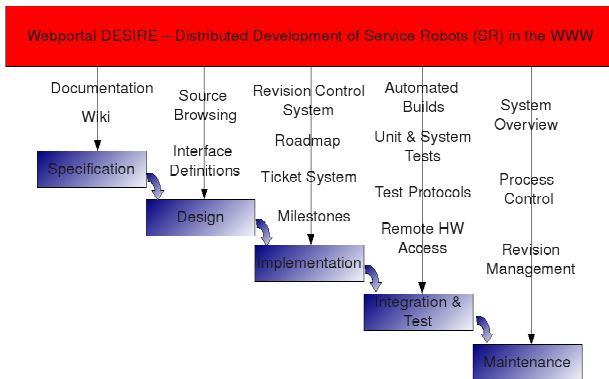 Webportal DESIRE – Distributed Development of Service Robots (SR) in the WWW
Documentation
Wiki
Specification
Source
Browsing
Interface
Definitions
Design
Revision Control
System
Roadmap
Ticket System
Milestones
Implementation
Automated
Builds
Unit & System
Tests
Test Protocols
Remote HW
Access
Integration &
Test
System
Overview
Process
Control
Revision
Management
Maintenance